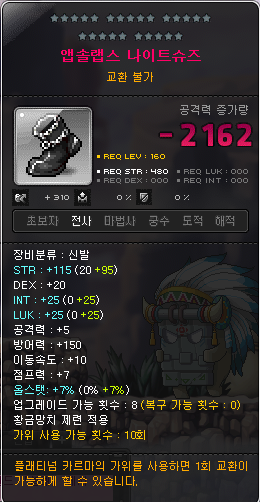 앱솔랩스 나이트슈즈
교환 불가
공격력 증가량
-2162
REQ LEV : 160
REQ STR : 480 REQ LUK : 000
REQ DEX : 000 REQ INT : 000
+ 310 0 % 0 %
초보자 전사 마법사 궁수 도적 해적
장비분류 : 신발
STR : +115 (20 +95)
DEX : +20
INT : +25 (0 +25)
LUK : +25 (0 +25)
공격력 : +5
방어력 : +150
이동속도 : +10
점프력 : +7
올스탯: +7% (0% +7%)
업그레이드 가능 횟수 : 8 (복구 가능 횟수 : 0)
황금망치 제련 적용
가위 사용 가능 횟수 : 10회
플래티넘 카르마의 가위를 사용하면 1회 교환이
가능하게 할 수 있습니다.